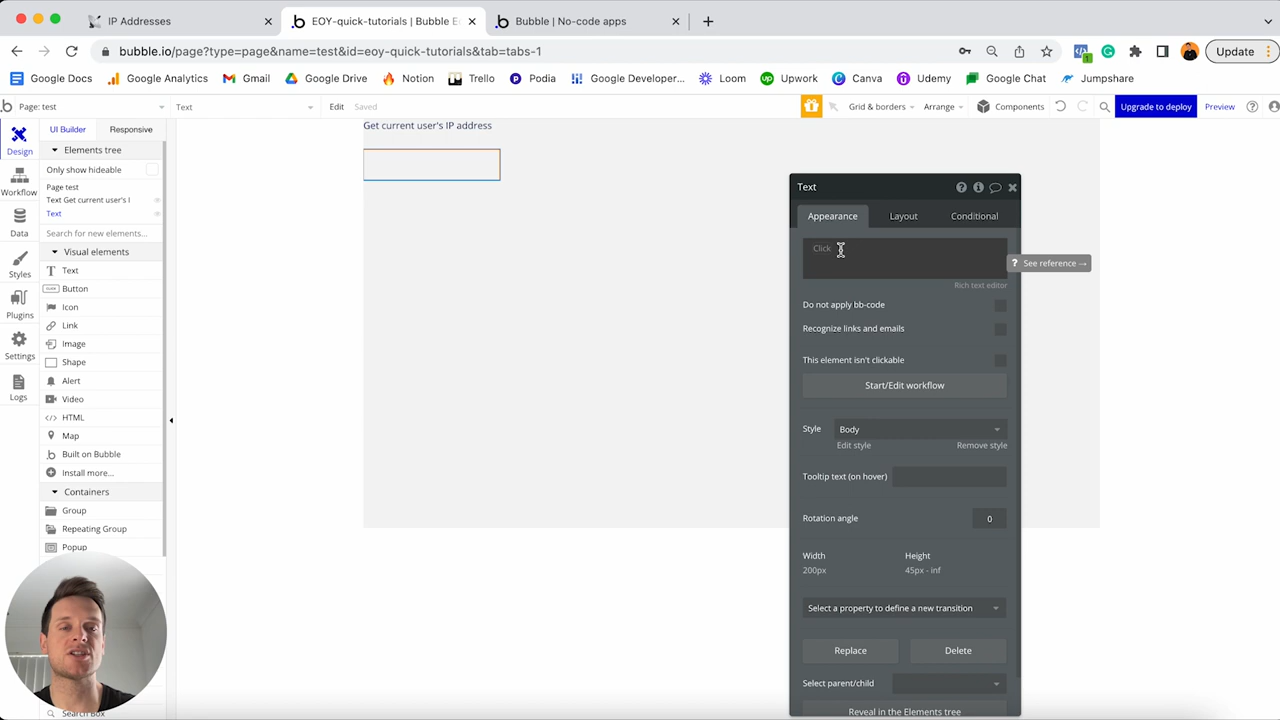 IP Addresses
EOY-quick-tutorials | Bubble E
Bubble | No-code apps
bubble.io/page?type=page&name=test&id=eoy-quick-tutorials&tab=tabs-1
1
Update
Google Docs
Google Analytics
Gmail
Google Drive
Notion
Trello
Podia
Google Developer...
Loom
Upwork
Canva
Udemy
Google Chat
Jumpshare
Page: test
Text
Edit
Saved
Grid & borders
Arrange
Components
Upgrade to deploy
Preview
Design
Workflow
Data
Styles
Plugins
Settings
Logs
UI Builder
Responsive
Elements tree
Only show hideable
Page test
Text Get current user's I
Text
Search for new elements...
Visual elements
Text
CLICK
Button
Icon
Link
Image
Shape
Alert
Video
HTML
Map
Built on Bubble
Install more...
Containers
Group
Repeating Group
Popup
Search Box
Get current user's IP address
Text
Appearance
Layout
Conditional
Click
See reference →
Rich text editor
Do not apply bb-code
Recognize links and emails
This element isn't clickable
Start/Edit workflow
Style
Body
Edit style
Remove style
Tooltip text (on hover)
Rotation angle
0
Width
Height
200px
45px - inf
Select a property to define a new transition
Replace
Delete
Select parent/child
Reveal in the Elements tree